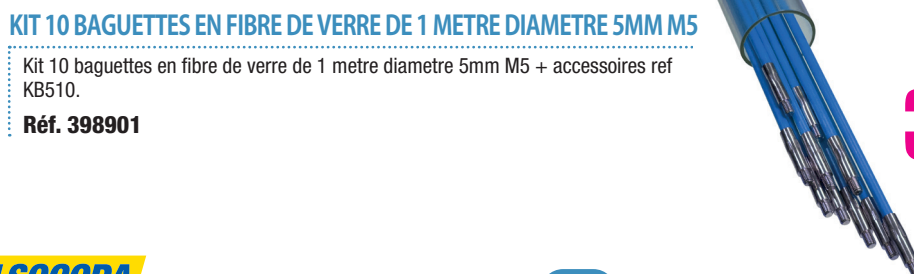 KIT 10 BAGUETTES EN FIBRE DE VERRE DE 1 METRE DIAMETRE 5MM M5
Kit 10 baguettes en fibre de verre de 1 metre diametre 5mm M5 + accessoires ref
KB510.
Réf. 398901